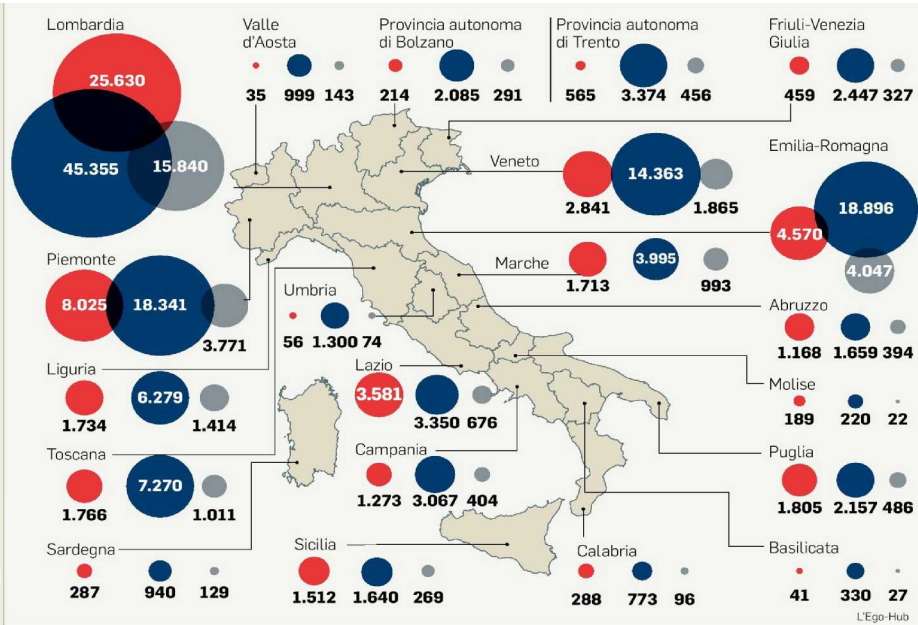 Lombardia
25.630
45.355
15.840
Valle
d'Aosta
35 999 143
Provincia autonoma
di Bolzano
214 2.085 291
Provincia autonoma
di Trento
565 3.374 456
Friuli-Venezia
Giulia
459 2.447 327
Veneto
14.363
2.841 1.865
Emilia-Romagna
18.896
4.570
4.047
Marche
3.995
1.713 993
Piemonte
8.025 18.341
3.771
Umbria
56 1.300 74
Abruzzo
1.168 1.659 394
Liguria
6.279
1.734 1.414
Lazio
3.581
3.350 676
Molise
189 220 22
Toscana
7.270
1.766 1.011
Campania
1.273 3.067 404
Puglia
1.805 2.157 486
Sardegna
287 940 129
Sicilia
1.512 1.640 269
Calabria
288 773 96
Basilicata
41 330 27
L'Ego-Hub